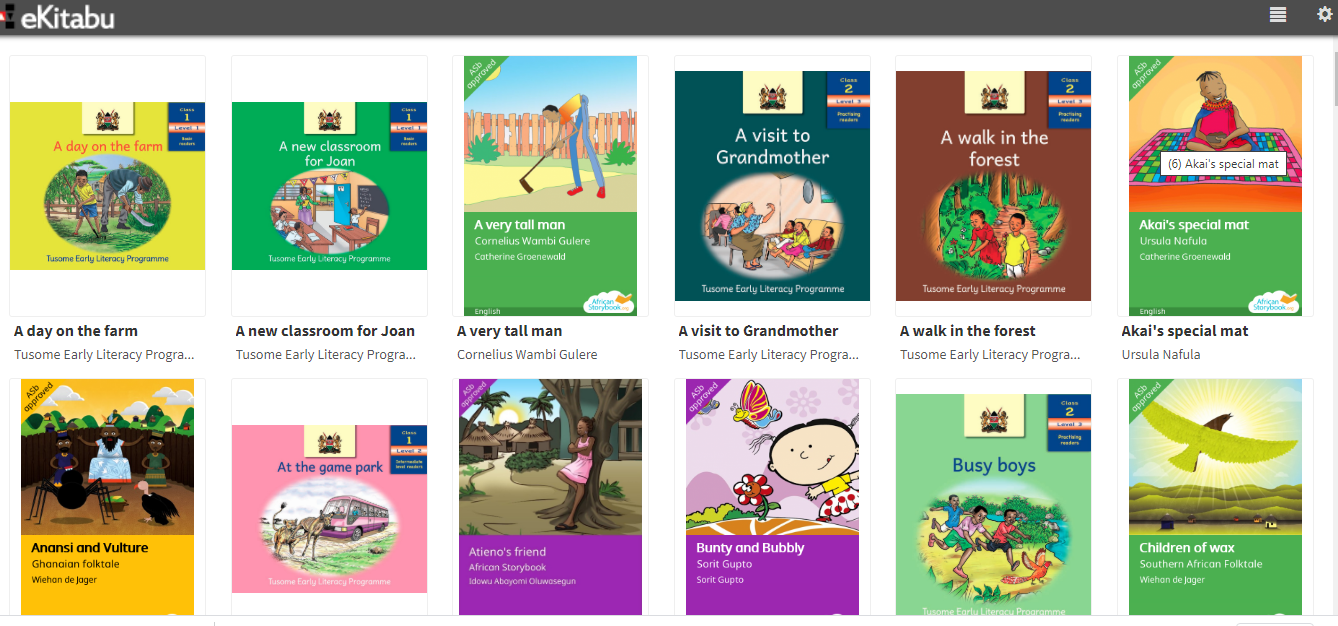 eKitabu
Class
1
Level 1
Basic
readers
A day on the farm
Tusome Early Literacy Programme
A day on the farm
Tusome Early Literacy Progra...
Class
1
Level 1
Basic
readers
A new classroom
for Joan
Tusome Early Literacy Programme
A new classroom for Joan
Tusome Early Literacy Progra...
ASb
approved
A very tall man
Cornelius Wambi Gulere
Catherine Groenewald
African
Storybook.org
English
A very tall man
Cornelius Wambi Gulere
Class
2
Level 3
Practising
readers
A visit to
Grandmother
Tusome Early Literacy Programme
A visit to Grandmother
Tusome Early Literacy Progra...
Class
2
Level 3
Practising
readers
A walk in the
forest
Tusome Early Literacy Programme
A walk in the forest
Tusome Early Literacy Progra...
ASb
approved
(6) Akai's special mat
Akai's special mat
Ursula Nafula
Catherine Groenewald
African
Storybook.org
English
Akai's special mat
Ursula Nafula
ASb
approved
Anansi and Vulture
Ghanaian folktale
Wiehan de Jager
Class
1
Level 2
Intermediate
level readers
At the game park
Tusome Early Literacy Programme
ASb
approved
Atieno's friend
African Storybook
Idowu Abayomi Oluwasegun
ASb
approved
Bunty and Bubbly
Sorit Gupto
Sorit Gupto
Class
2
Level 3
Practising
readers
Busy boys
Tusome Early Literacy Programme
ASb
approved
Children of wax
Southern African Folktale
Wiehan de Jager